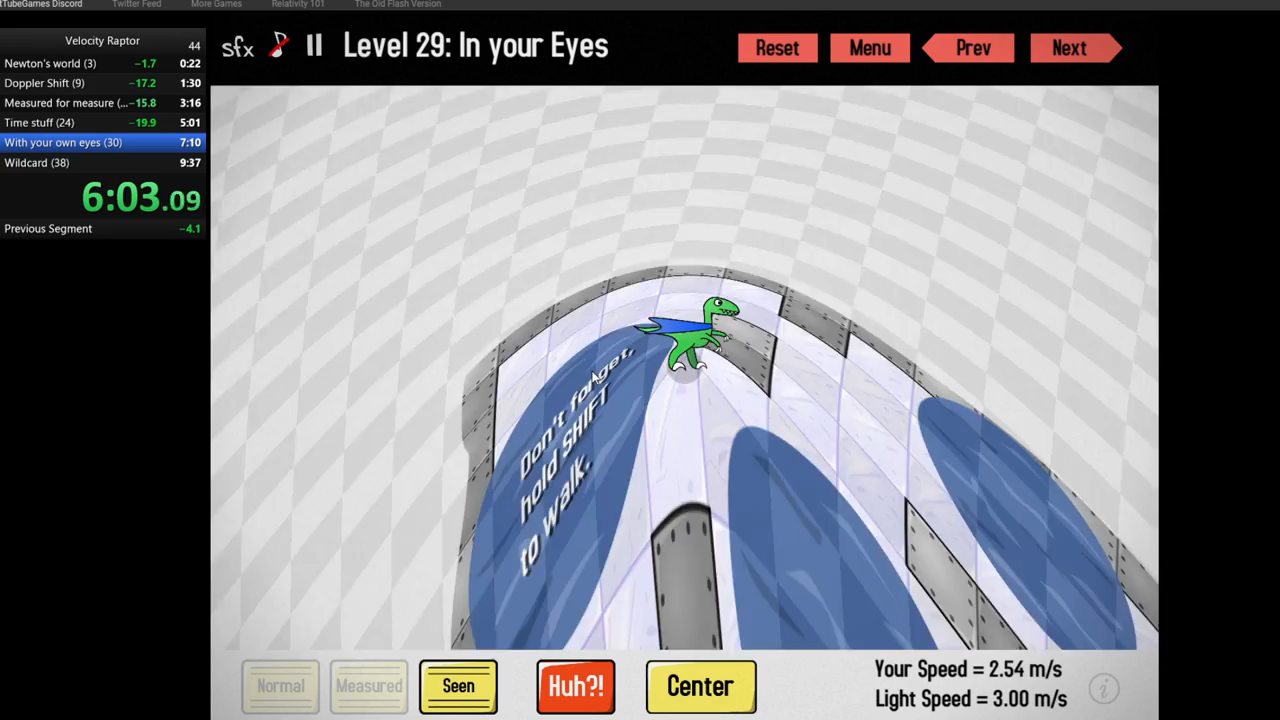 tTubeGames Discord Twitter Feed More Games Relativity 101 The Old Flash Version
Velocity Raptor 44
Newton's world (3) −1.7 0:22
Doppler Shift (9) −17.2 1:30
Measured for measure (... −15.8 3:16
Time stuff (24) −19.9 5:01
With your own eyes (30) 7:10
Wildcard (38) 9:37
6:03.09
Previous Segment −4.1
sfx Level 29: In your Eyes Reset Menu Prev Next
Don't forget,
hold SHIFT
to walk.
Normal Measured Seen Huh?! Center
Your Speed = 2.54 m/s
Light Speed = 3.00 m/s
i